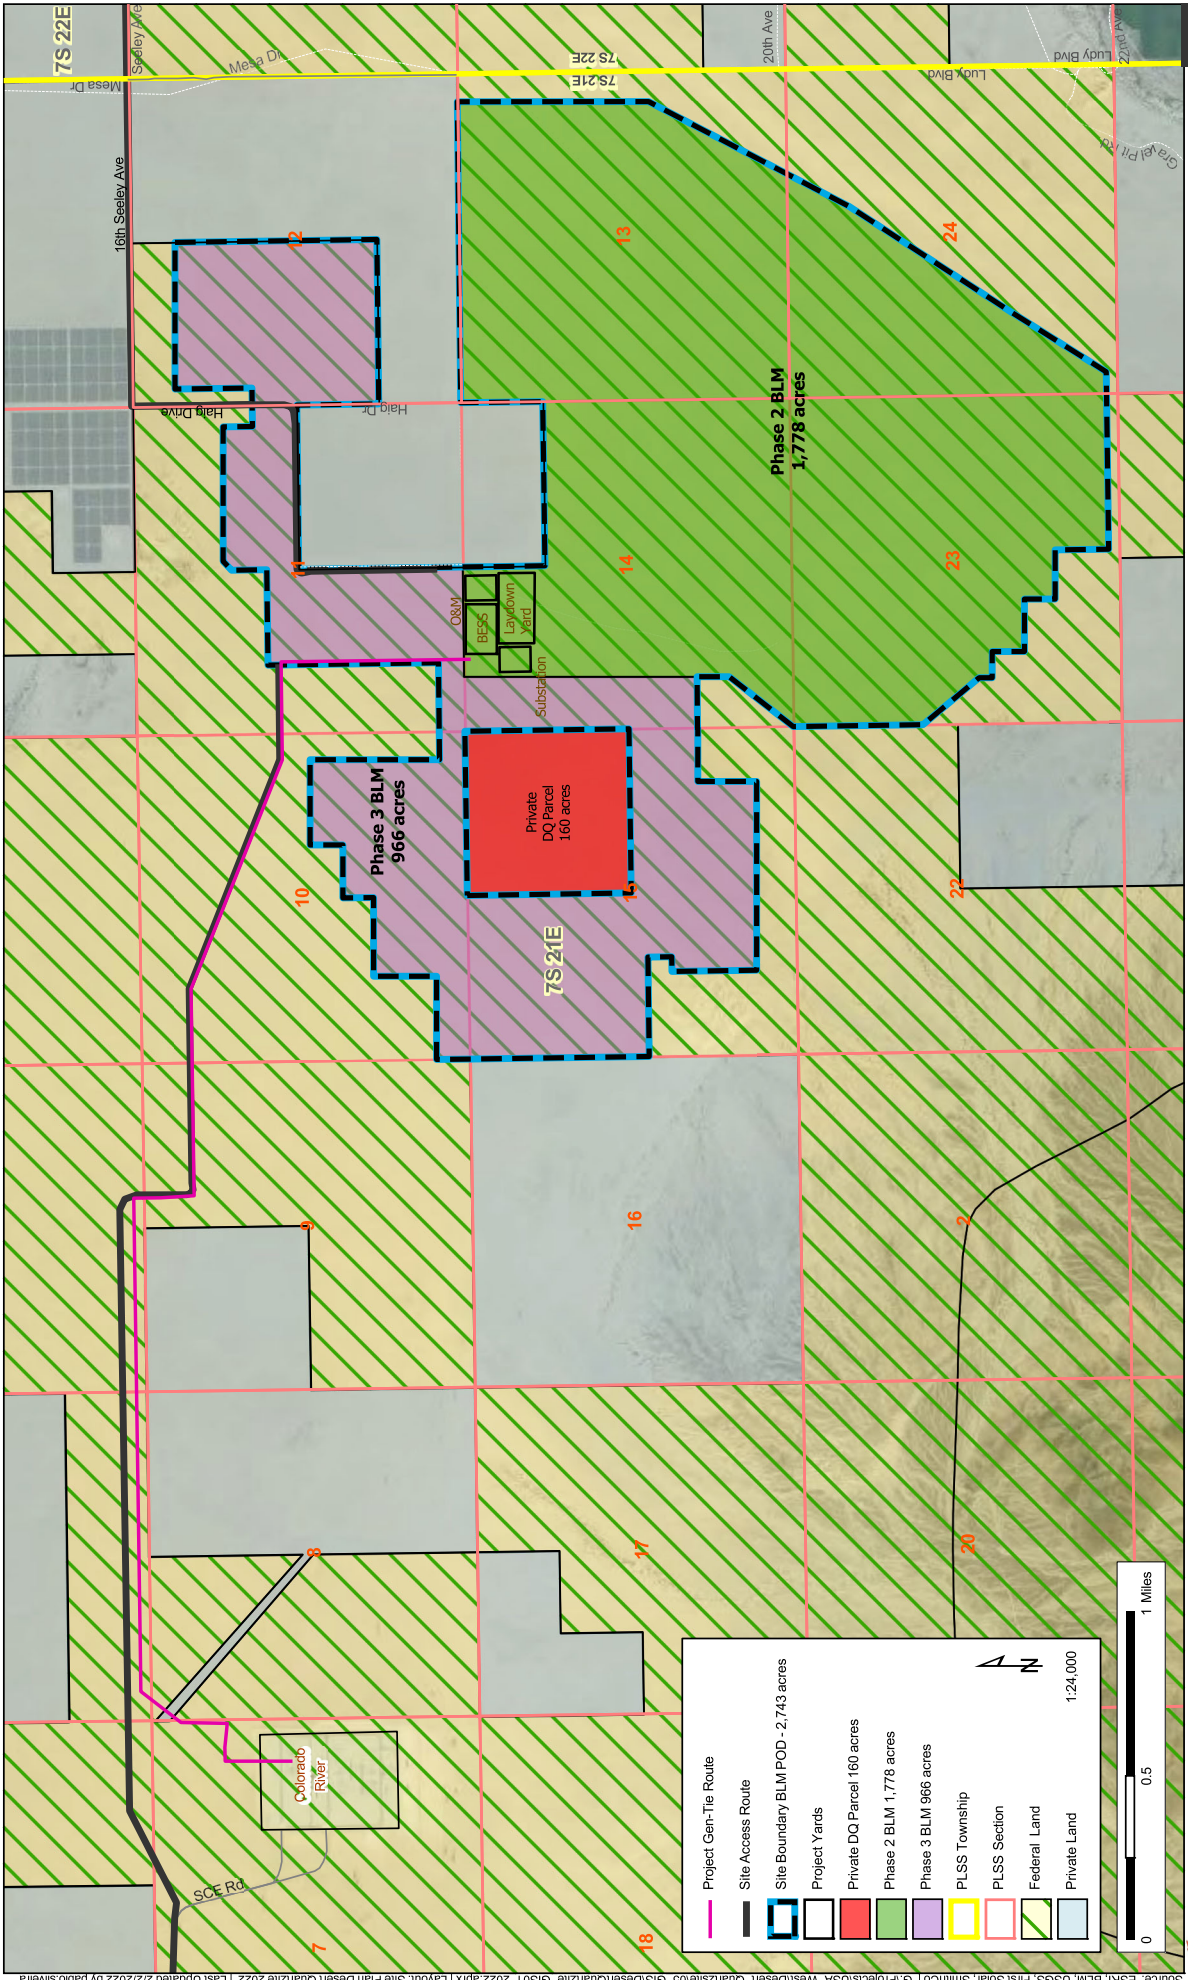 7S 22E
Seeley Ave
Mesa Dr
Mesa Dr
16th Seeley Ave
7S 22E
7S 21E
20th Ave
Ludy Blvd
Ludy Blvd
22nd Ave
Gravel Pit Rd
12
13
24
Haig Drive
Haig Dr
Phase 2 BLM
1,778 acres
11
14
23
O&M
BESS
Laydown
Yard
Substation
Phase 3 BLM
966 acres
Private
DQ Parcel
160 acres
10
15
22
7S 21E
9
16
2
8
17
20
Colorado
River
SCE Rd
7
18
Project Gen-Tie Route
Site Access Route
Site Boundary BLM POD - 2,743 acres
Project Yards
Private DQ Parcel 160 acres
Phase 2 BLM 1,778 acres
Phase 3 BLM 966 acres
PLSS Township
PLSS Section
Federal Land
Private Land
N
1:24,000
0 0.5 1 Miles